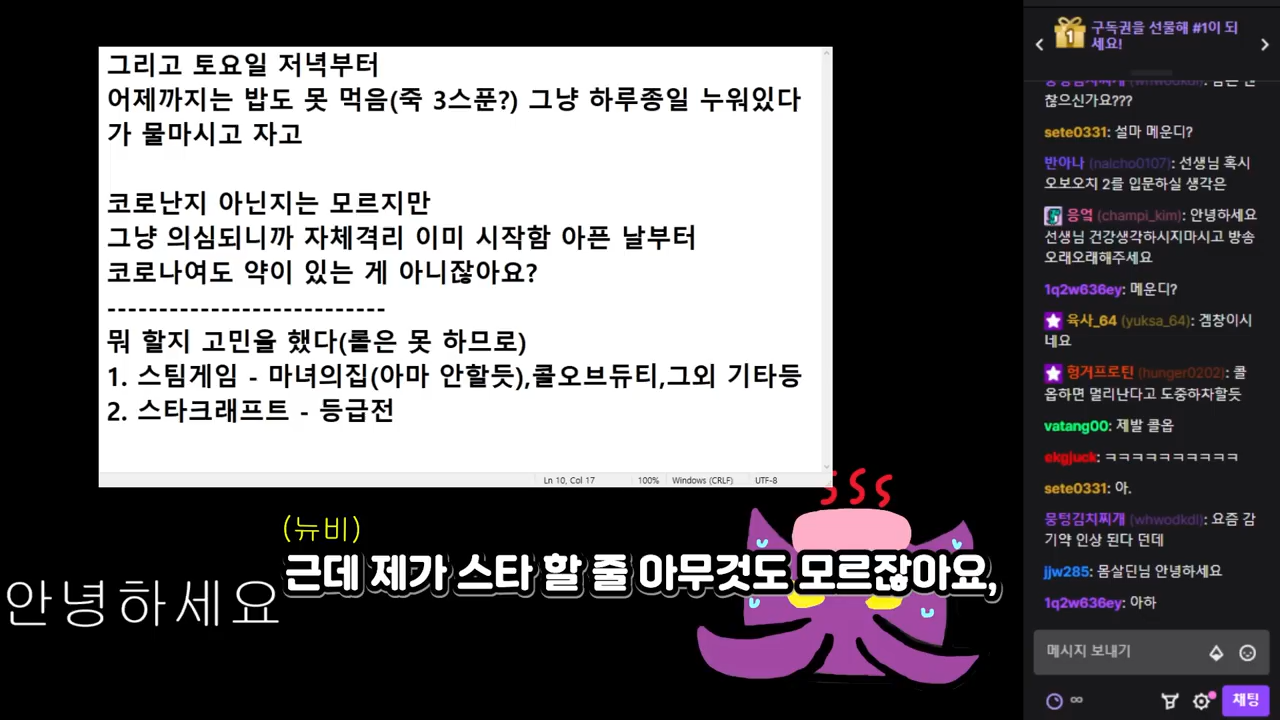 그리고 토요일 저녁부터
어제까지는 밥도 못 먹음(죽 3스푼?) 그냥 하루종일 누워있다
가 물마시고 자고
코로난지 아닌지는 모르지만
그냥 의심되니까 자체격리 이미 시작함 아픈 날부터
코로나여도 약이 있는 게 아니잖아요?
--------------------------
뭐 할지 고민을 했다(롤은 못 하므로)
1. 스팀게임 - 마녀의집(아마 안할듯),콜오브듀티,그외 기타등
2. 스타크래프트 - 등급전
Ln 10, Col 17 100% Windows (CRLF) UTF-8
(뉴비)
근데 제가 스타 할 줄 아무것도 모르잖아요,
안녕하세요
구독권을 선물해 #1이 되
세요!
찮으신가요???
sete0331: 설마 메운디?
반아나 (nalcho0107): 선생님 혹시
오보오치 2를 입문하실 생각은
응엌 (champi_kim): 안녕하세요
선생님 건강생각하시지마시고 방송
오래오래해주세요
1q2w636ey: 메운디?
육사_64 (yuksa_64): 겜창이시
네요
헝거프로틴 (hunger0202): 콜
옵하면 멀리난다고 도중하차할듯
vatang00: 제발 콜옵
ekgjuck: ㅋㅋㅋㅋㅋㅋㅋㅋㅋㅋ
sete0331: 아.
뭉텅김치찌개 (whwodkdl): 요즘 감
기약 인상 된다 던데
jjw285: 몸살딘님 안녕하세요
1q2w636ey: 아하
메시지 보내기
채팅